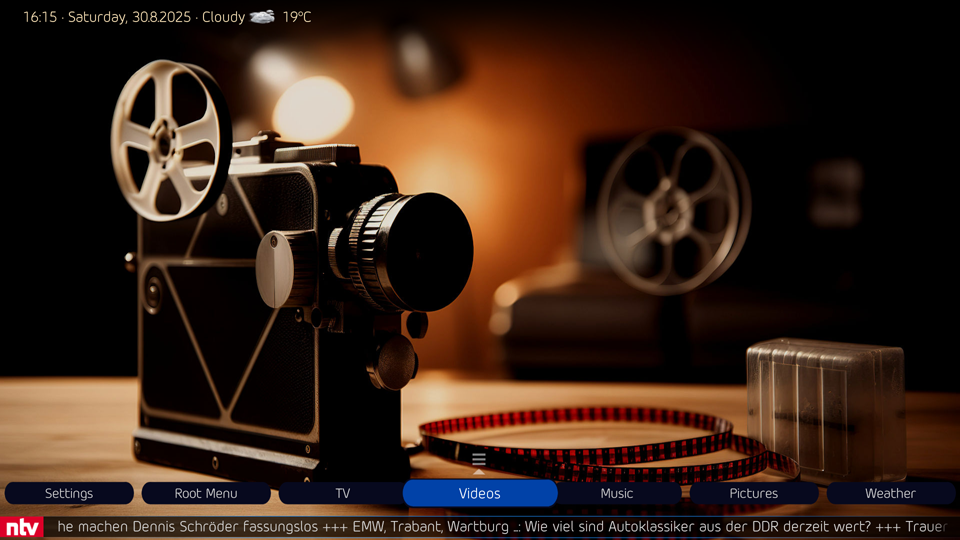 16:15 · Saturday, 30.8.2025 · Cloudy 19°C
Settings Root Menu TV Videos Music Pictures Weather
ntv he machen Dennis Schröder fassungslos +++ EMW, Trabant, Wartburg ...: Wie viel sind Autoklassiker aus der DDR derzeit wert? +++ Trauer